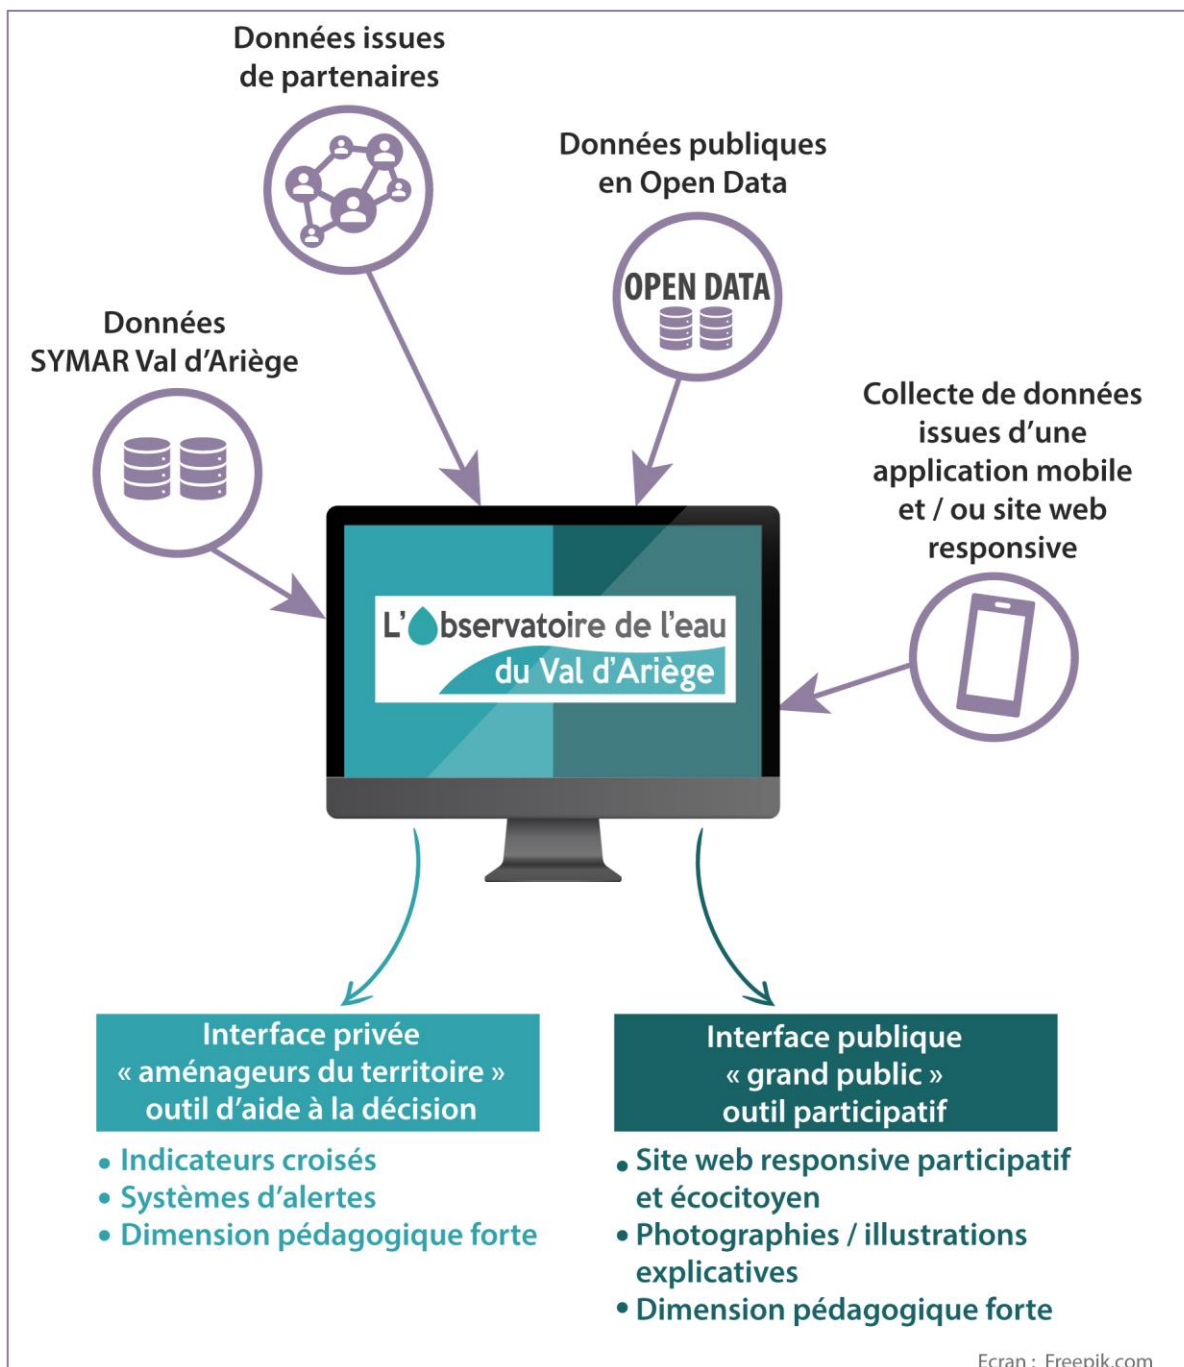 Données issues
de partenaires
Données publiques
en Open Data
OPEN DATA
Données
SYMAR Val d’Ariège
Collecte de données
issues d’une
application mobile
et / ou site web
responsive
L’Observatoire de l’eau
du Val d’Ariège
Interface privée
« aménageurs du territoire »
outil d’aide à la décision
• Indicateurs croisés
• Systèmes d’alertes
• Dimension pédagogique forte
Interface publique
« grand public »
outil participatif
• Site web responsive participatif
et écocitoyen
• Photographies / illustrations
explicatives
• Dimension pédagogique forte
Ecran : Freepik.com